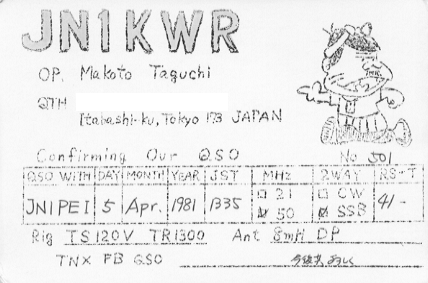 JN1KWR
OP. Makoto Taguchi
QTH
Itabashi-ku, Tokyo 173 JAPAN
Confirming Our QSO No 501
QSO WITH DAY MONTH YEAR JST MHz 2WAY RS-T
JN1PEI 5 Apr. 1981 1335 □ 21 ☑ 50 □ CW ☑ SSB 41 -
Rig TS120V TR1300 Ant 8mH DP
TNX FB QSO